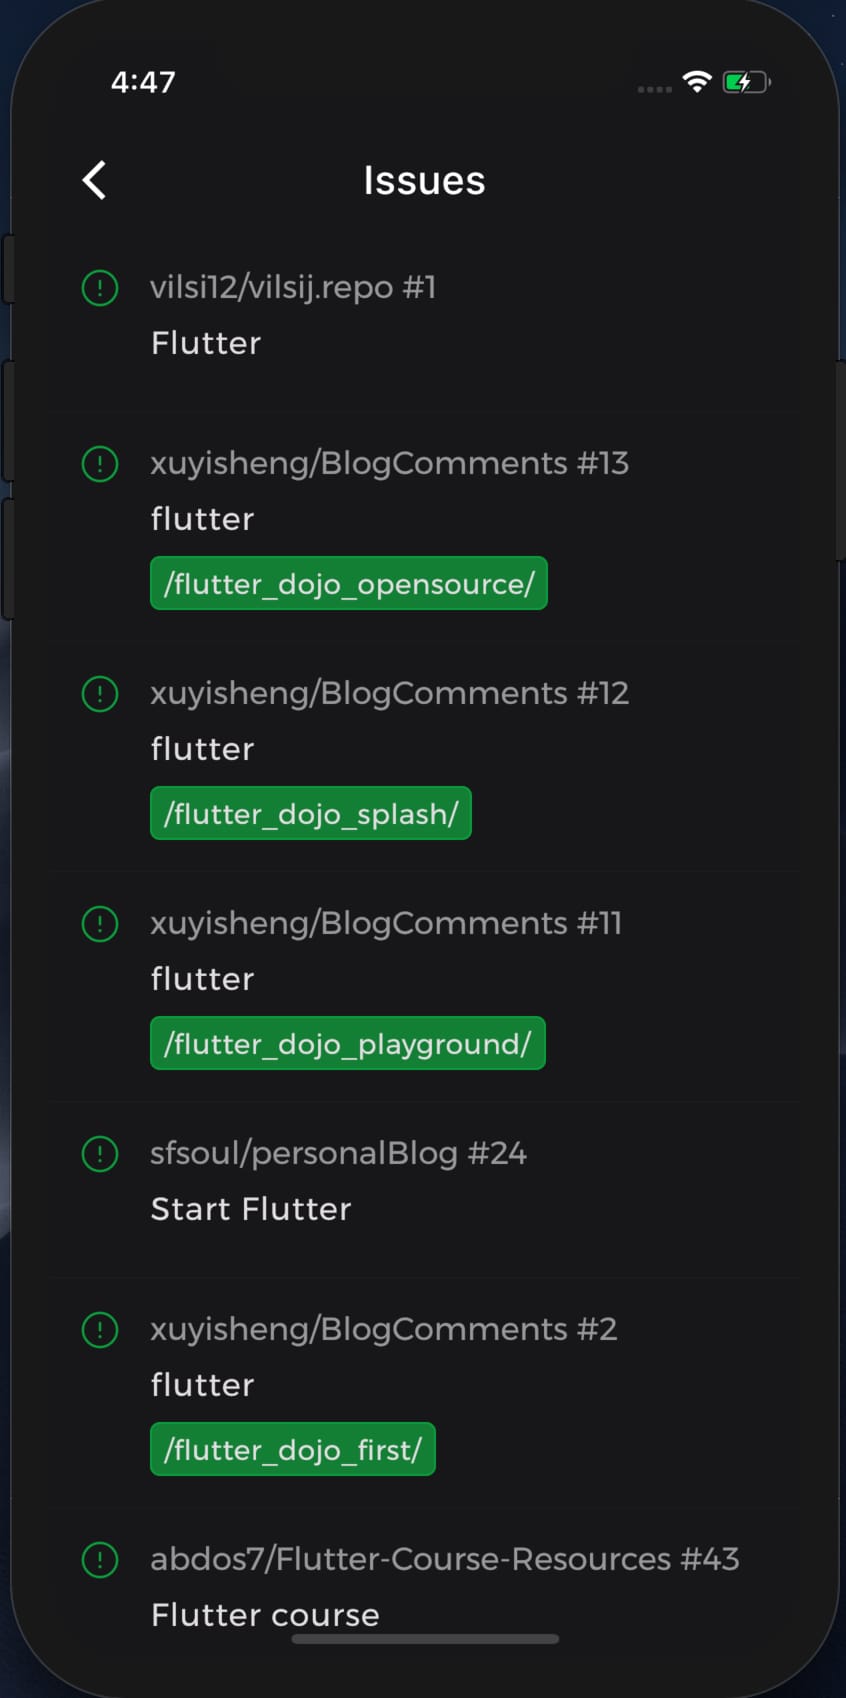 4:47
Issues
vilsi12/vilsij.repo #1
Flutter
xuyisheng/BlogComments #13
flutter
/flutter_dojo_opensource/
xuyisheng/BlogComments #12
flutter
/flutter_dojo_splash/
xuyisheng/BlogComments #11
flutter
/flutter_dojo_playground/
sfsoul/personalBlog #24
Start Flutter
xuyisheng/BlogComments #2
flutter
/flutter_dojo_first/
abdos7/Flutter-Course-Resources #43
Flutter course